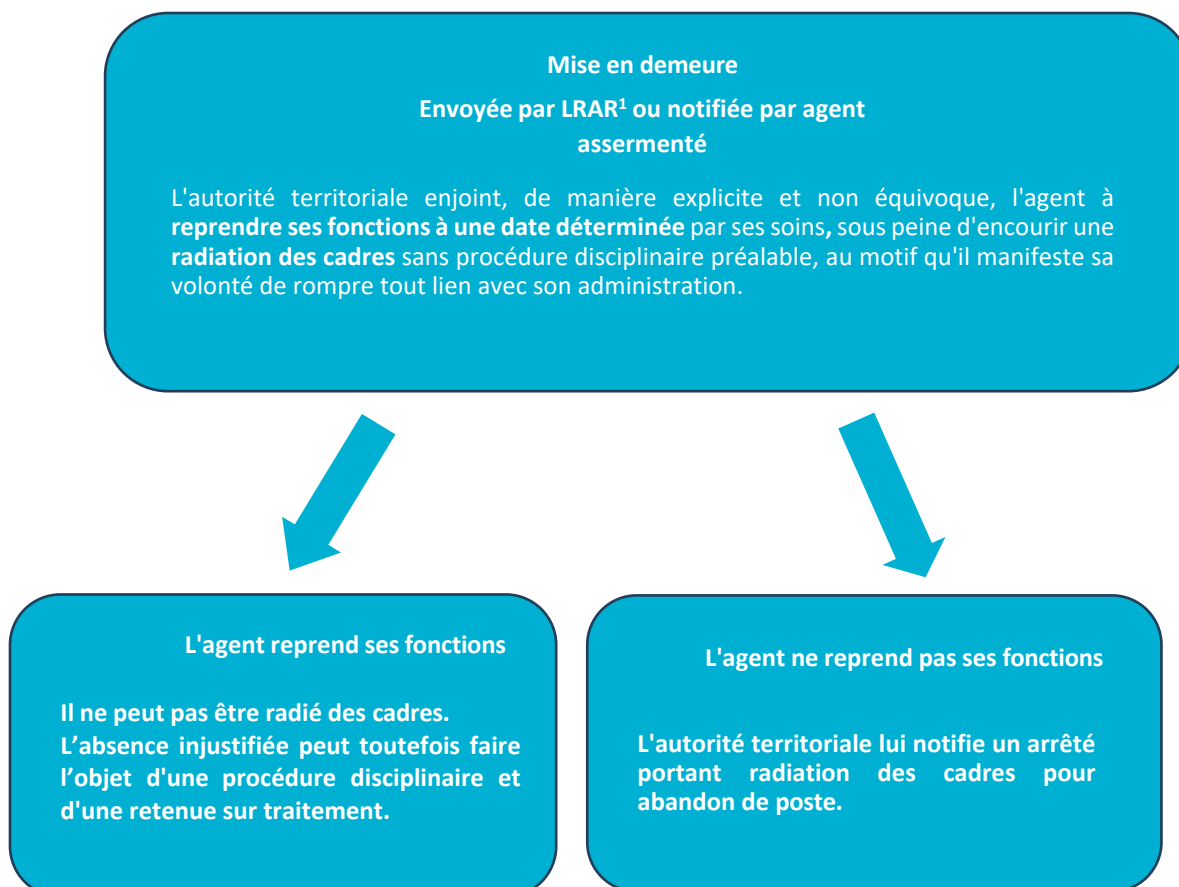 Mise en demeure
Envoyée par LRAR¹ ou notifiée par agent
assermenté
L'autorité territoriale enjoint, de manière explicite et non équivoque, l'agent à
reprendre ses fonctions à une date déterminée par ses soins, sous peine d'encourir une
radiation des cadres sans procédure disciplinaire préalable, au motif qu'il manifeste sa
volonté de rompre tout lien avec son administration.
L'agent reprend ses fonctions
Il ne peut pas être radié des cadres.
L’absence injustifiée peut toutefois faire
l’objet d'une procédure disciplinaire et
d'une retenue sur traitement.
L'agent ne reprend pas ses fonctions
L'autorité territoriale lui notifie un arrêté
portant radiation des cadres pour
abandon de poste.